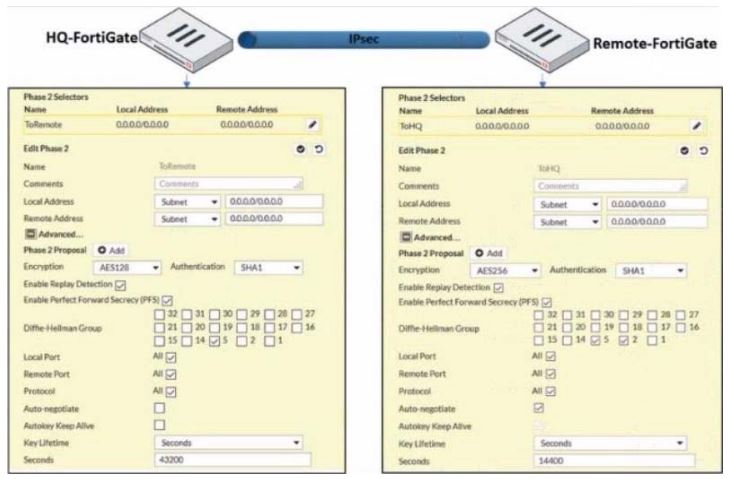 HQ-FortiGate
IPsec
Remote-FortiGate
Phase 2 Selectors
Name Local Address Remote Address
ToRemote 0.0.0.0/0.0.0.0 0.0.0.0/0.0.0.0
Edit Phase 2
Name ToRemote
Comments Comments
Local Address Subnet 0.0.0.0/0.0.0.0
Remote Address Subnet 0.0.0.0/0.0.0.0
Advanced...
Phase 2 Proposal Add
Encryption AES128 Authentication SHA1
Enable Replay Detection
Enable Perfect Forward Secrecy (PFS)
32 31 30 29 28 27
Diffie-Hellman Group 21 20 19 18 17 16
15 14 5 2 1
Local Port All
Remote Port All
Protocol All
Auto-negotiate
Autokey Keep Alive
Key Lifetime Seconds
Seconds 43200
Phase 2 Selectors
Name Local Address Remote Address
ToHQ 0.0.0.0/0.0.0.0 0.0.0.0/0.0.0.0
Edit Phase 2
Name ToHQ
Comments Comments
Local Address Subnet 0.0.0.0/0.0.0.0
Remote Address Subnet 0.0.0.0/0.0.0.0
Advanced...
Phase 2 Proposal Add
Encryption AES256 Authentication SHA1
Enable Replay Detection
Enable Perfect Forward Secrecy (PFS)
32 31 30 29 28 27
Diffie-Hellman Group 21 20 19 18 17 16
15 14 5 2 1
Local Port All
Remote Port All
Protocol All
Auto-negotiate
Autokey Keep Alive
Key Lifetime Seconds
Seconds 14400